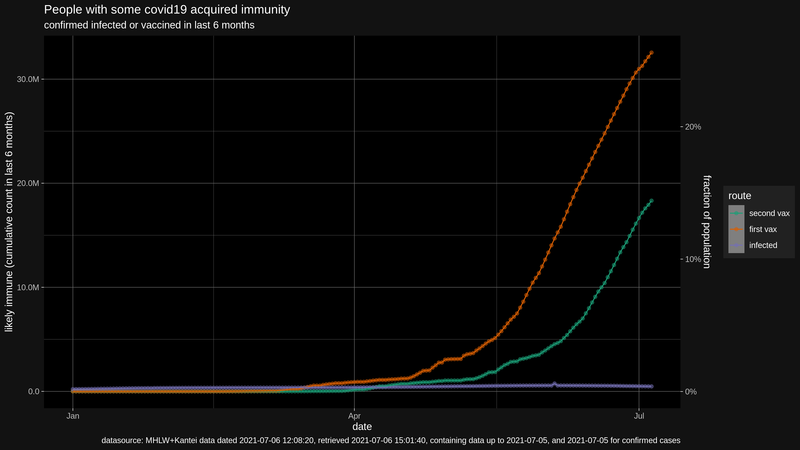 People with some covid19 acquired immunity
confirmed infected or vaccined in last 6 months
likely immune (cumulative count in last 6 months)
30.0M
20.0M
10.0M
0.0
20%
10%
0%
fraction of population
route
second vax
first vax
infected
Jan
Apr
Jul
date
datasource: MHLW+Kantei data dated 2021-07-06 12:08:20, retrieved 2021-07-06 15:01:40, containing data up to 2021-07-05, and 2021-07-05 for confirmed cases